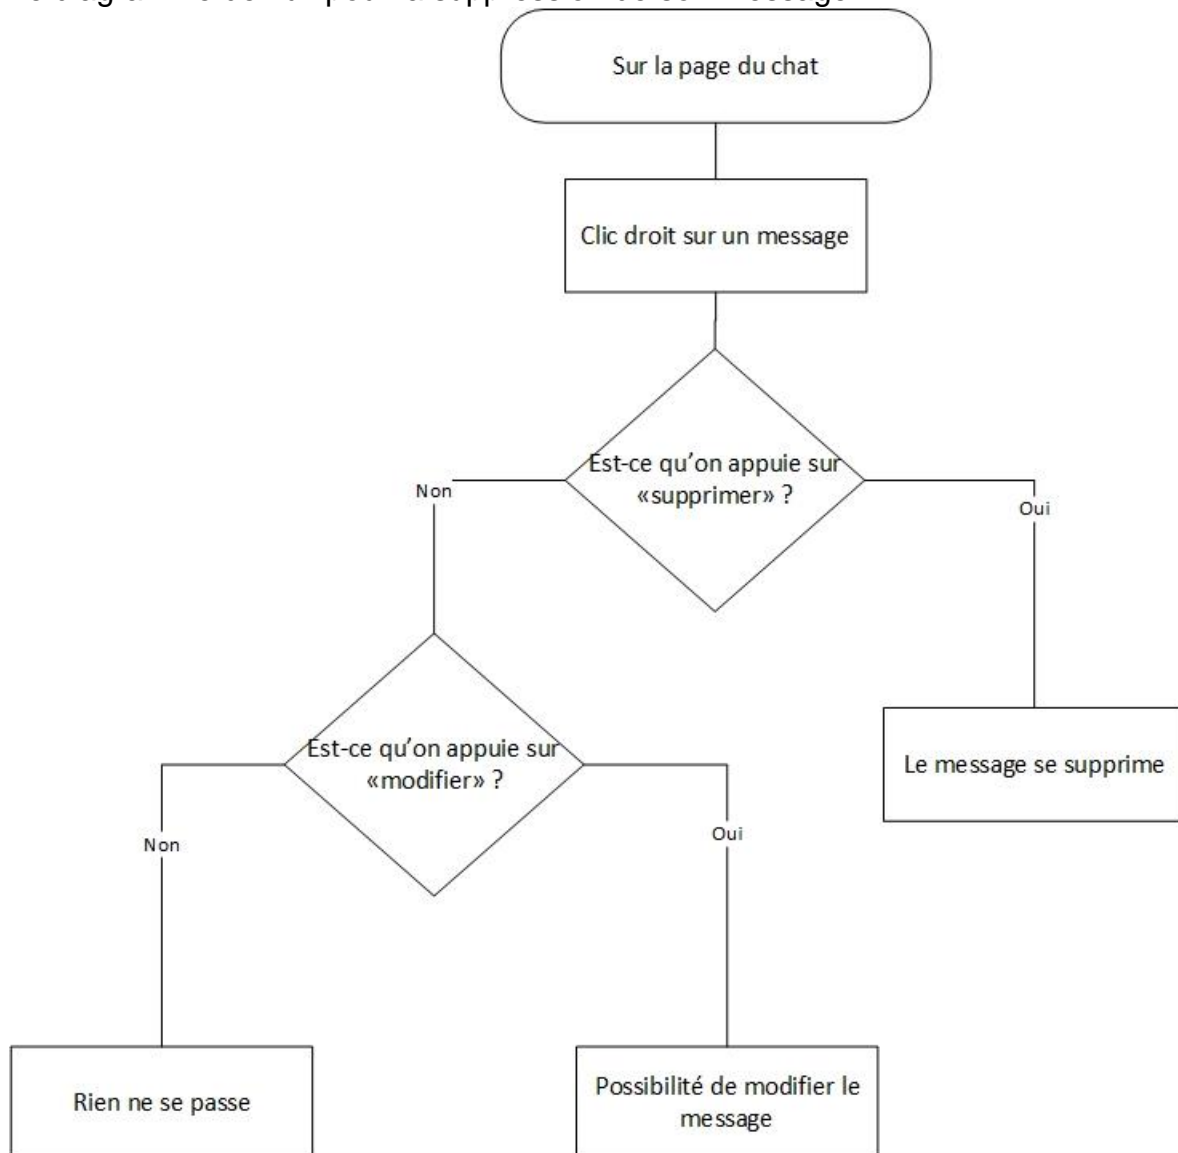 Sur la page du chat
Clic droit sur un message
Est-ce qu’on appuie sur
«supprimer» ?
Non
Oui
Est-ce qu’on appuie sur
«modifier» ?
Le message se supprime
Non
Oui
Rien ne se passe
Possibilité de modifier le
message